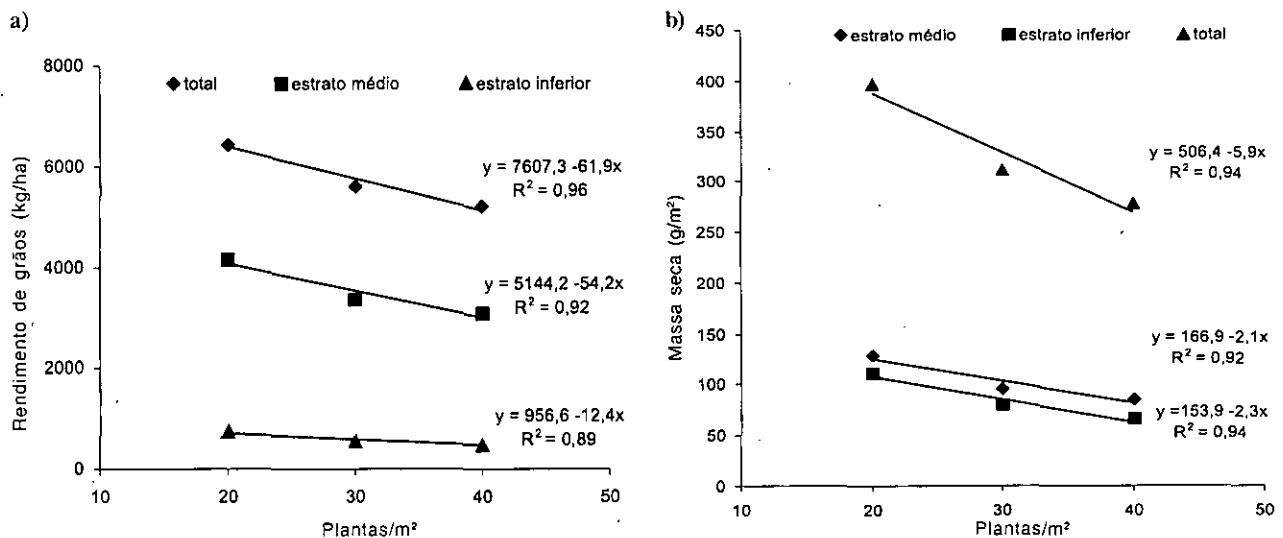 a)
8000
6000
4000
2000
0
Rendimento de grãos (kg/ha)
total
estrato médio
estrato inferior
y = 7607,3 -61,9x
R² = 0,96
y = 5144,2 -54,2x
R² = 0,92
y = 956,6 -12,4x
R² = 0,89
10 20 30 40 50
Plantas/m²
b)
450
400
350
300
250
200
150
100
50
0
Massa seca (g/m²)
estrato médio
estrato inferior
total
y = 506,4 -5,9x
R² = 0,94
y = 166,9 -2,1x
R² = 0,92
y =153,9 -2,3x
R² = 0,94
10 20 30 40 50
Plantas/m²